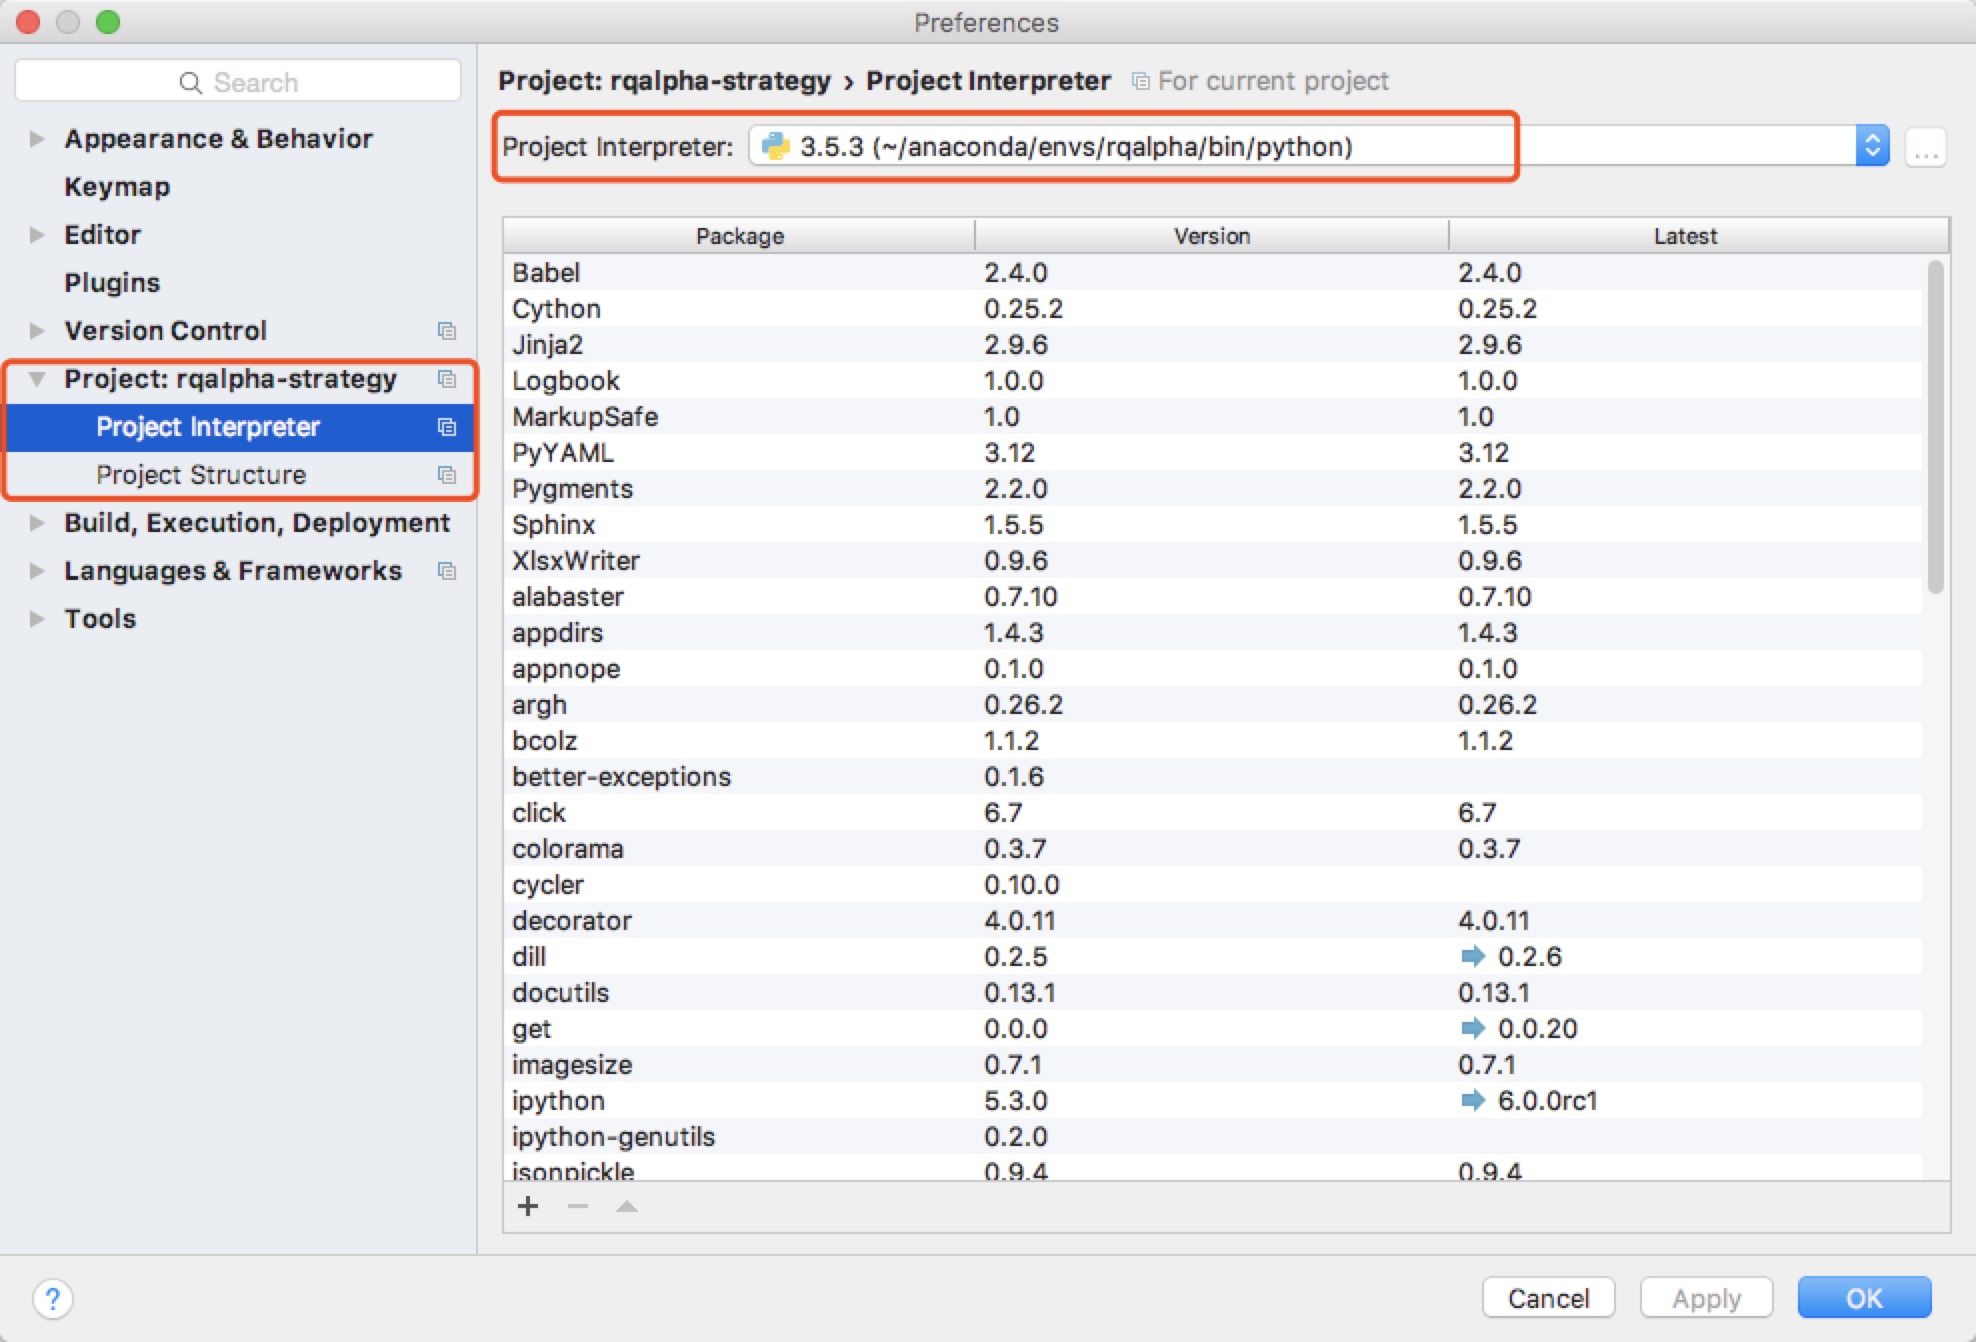 Preferences
Search
Appearance & Behavior
Keymap
Editor
Plugins
Version Control
Project: rqalpha-strategy
Project Interpreter
Project Structure
Build, Execution, Deployment
Languages & Frameworks
Tools
Project: rqalpha-strategy › Project Interpreter For current project
Project Interpreter: 3.5.3 (~/anaconda/envs/rqalpha/bin/python) ...
Package Version Latest
Babel 2.4.0 2.4.0
Cython 0.25.2 0.25.2
Jinja2 2.9.6 2.9.6
Logbook 1.0.0 1.0.0
MarkupSafe 1.0 1.0
PyYAML 3.12 3.12
Pygments 2.2.0 2.2.0
Sphinx 1.5.5 1.5.5
XlsxWriter 0.9.6 0.9.6
alabaster 0.7.10 0.7.10
appdirs 1.4.3 1.4.3
appnope 0.1.0 0.1.0
argh 0.26.2 0.26.2
bcolz 1.1.2 1.1.2
better-exceptions 0.1.6
click 6.7 6.7
colorama 0.3.7 0.3.7
cycler 0.10.0
decorator 4.0.11 4.0.11
dill 0.2.5 0.2.6
docutils 0.13.1 0.13.1
get 0.0.0 0.0.20
imagesize 0.7.1 0.7.1
ipython 5.3.0 6.0.0rc1
ipython-genutils 0.2.0
jsonpickle 0.9.4 0.9.4
? Cancel Apply OK